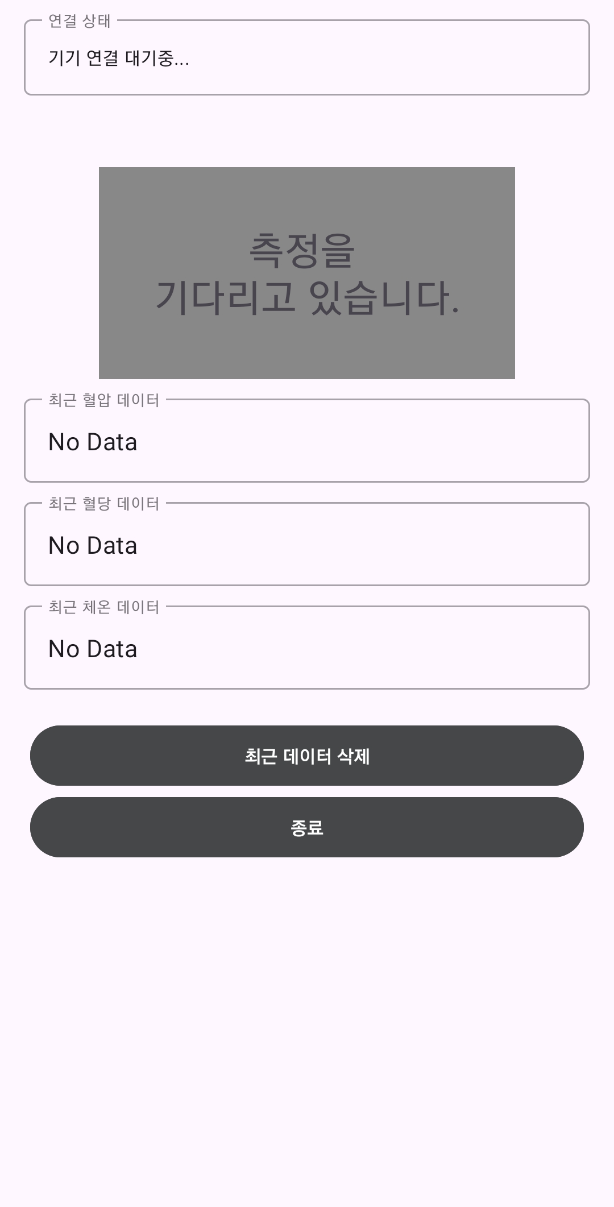 연결 상태
기기 연결 대기중...
측정을
기다리고 있습니다.
최근 혈압 데이터
No Data
최근 혈당 데이터
No Data
최근 체온 데이터
No Data
최근 데이터 삭제
종료